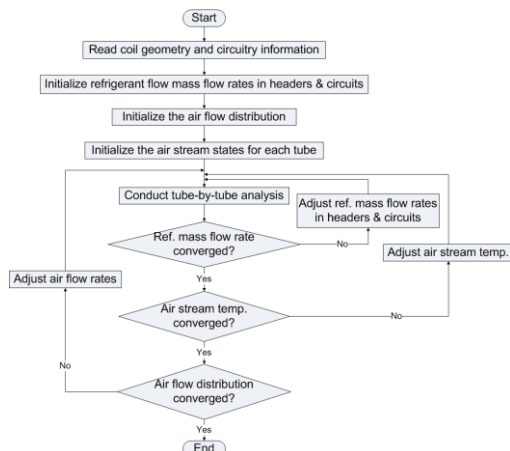 Start
Read coil geometry and circuitry information
Initialize refrigerant flow mass flow rates in headers & circuits
Initialize the air flow distribution
Initialize the air stream states for each tube
Conduct tube-by-tube analysis
Adjust ref. mass flow rates
in headers & circuits
Ref. mass flow rate
converged?
No
Adjust air stream temp.
Adjust air flow rates
Yes
Air stream temp.
converged?
No
Yes
No
Air flow distribution
converged?
Yes
End